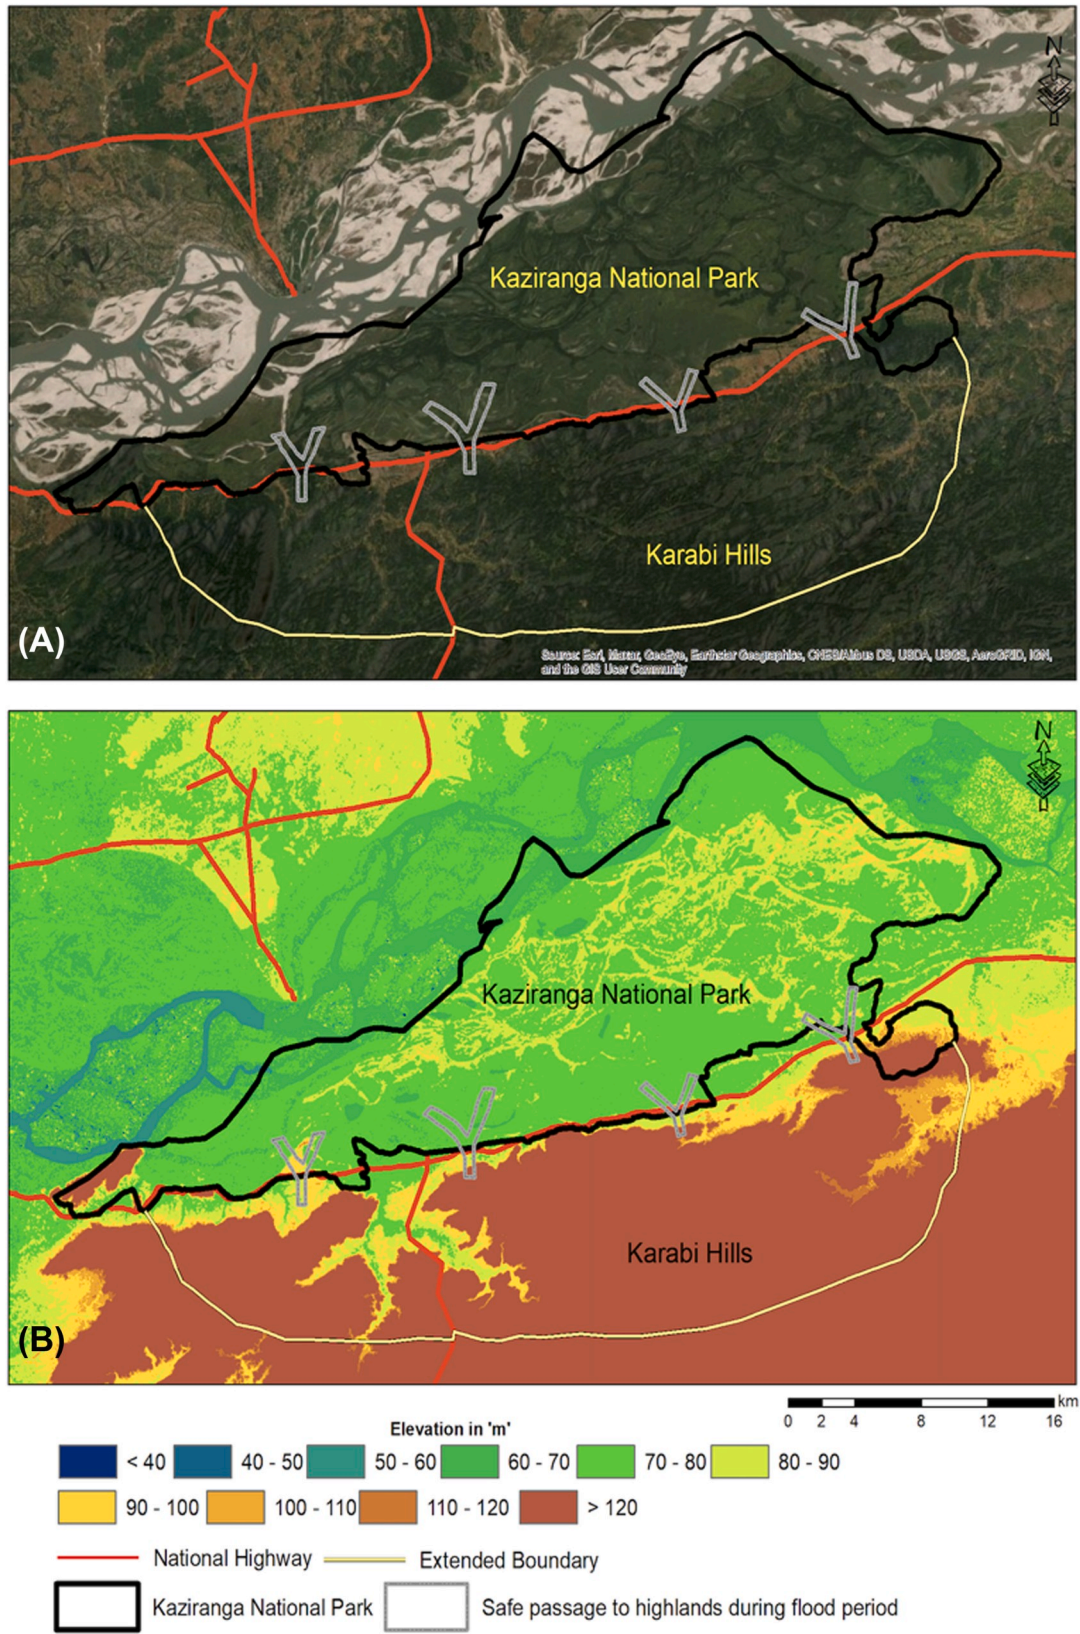 N
Kaziranga National Park
Karabi Hills
(A)
Source: Esri, Maxar, GeoEye, Earthstar Geographics, CNES/Airbus DS, USDA, USGS, AeroGRID, IGN,
and the GIS User Community
N
Kaziranga National Park
Karabi Hills
(B)
km
0 2 4 8 12 16
Elevation in 'm'
< 40 40 - 50 50 - 60 60 - 70 70 - 80 80 - 90
90 - 100 100 - 110 110 - 120 > 120
National Highway Extended Boundary
Kaziranga National Park Safe passage to highlands during flood period